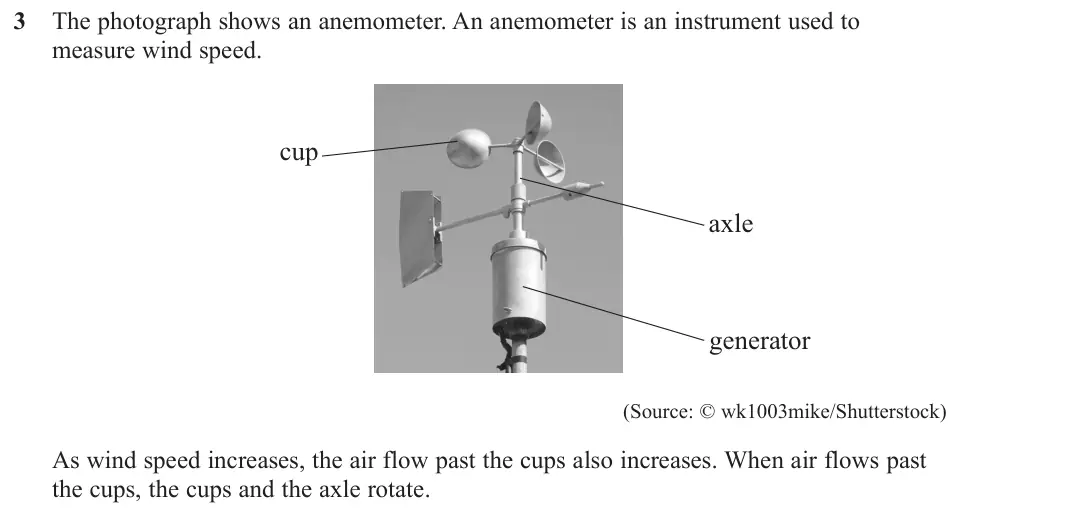 3 The photograph shows an anemometer. An anemometer is an instrument used to
measure wind speed.
cup
axle
generator
(Source: © wk1003mike/Shutterstock)
As wind speed increases, the air flow past the cups also increases. When air flows past
the cups, the cups and the axle rotate.